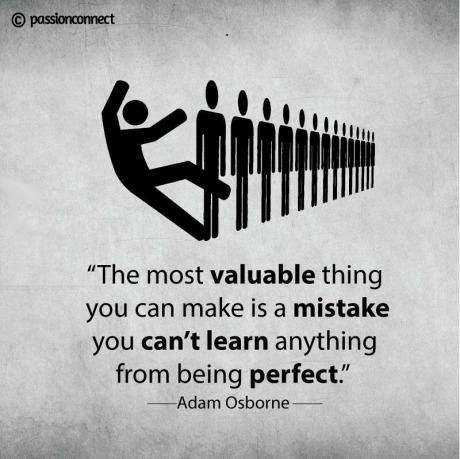 © passionconnect
“The most valuable thing
you can make is a mistake
you can’t learn anything
from being perfect.”
Adam Osborne